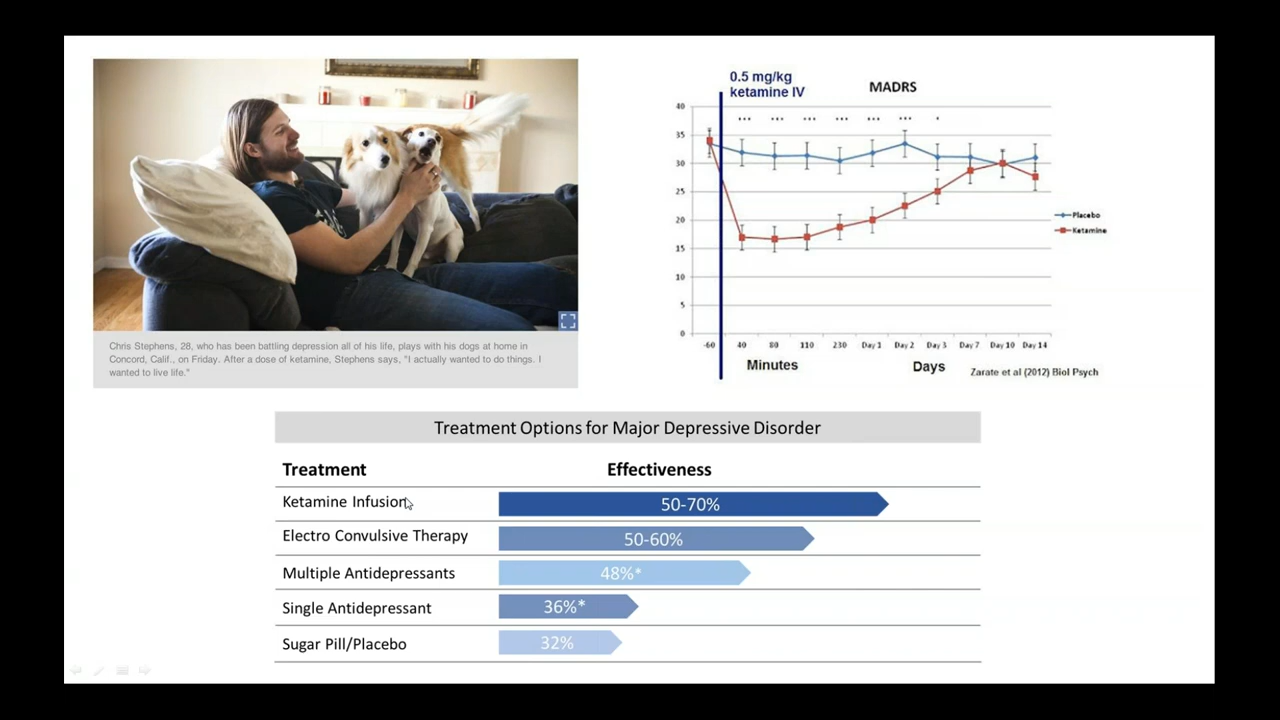 Chris Stephens, 28, who has been battling depression all of his life, plays with his dogs at home in
Concord, Calif., on Friday. After a dose of ketamine, Stephens says, "I actually wanted to do things. I
wanted to live life."
0.5 mg/kg
ketamine IV
MADRS
40
35
30
25
20
15
10
5
0
*** *** *** *** *** *** *
-60 40 80 110 230 Day 1 Day 2 Day 3 Day 7 Day 10 Day 14
Minutes Days
Placebo
Ketamine
Zarate et al (2012) Biol Psych
Treatment Options for Major Depressive Disorder
Treatment Effectiveness
Ketamine Infusion 50-70%
Electro Convulsive Therapy 50-60%
Multiple Antidepressants 48%*
Single Antidepressant 36%*
Sugar Pill/Placebo 32%